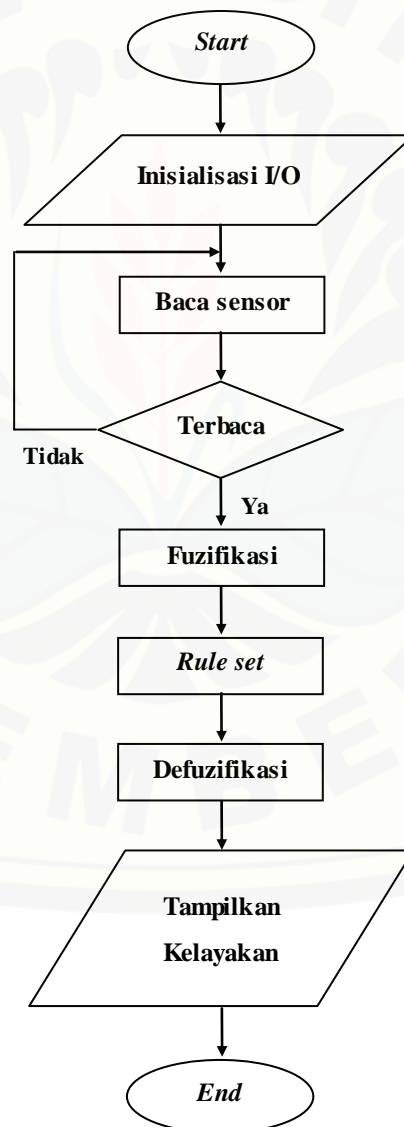 Start
Inisialisasi I/O
Baca sensor
Terbaca
Tidak
Ya
Fuzifikasi
Rule set
Defuzifikasi
Tampilkan
Kelayakan
End